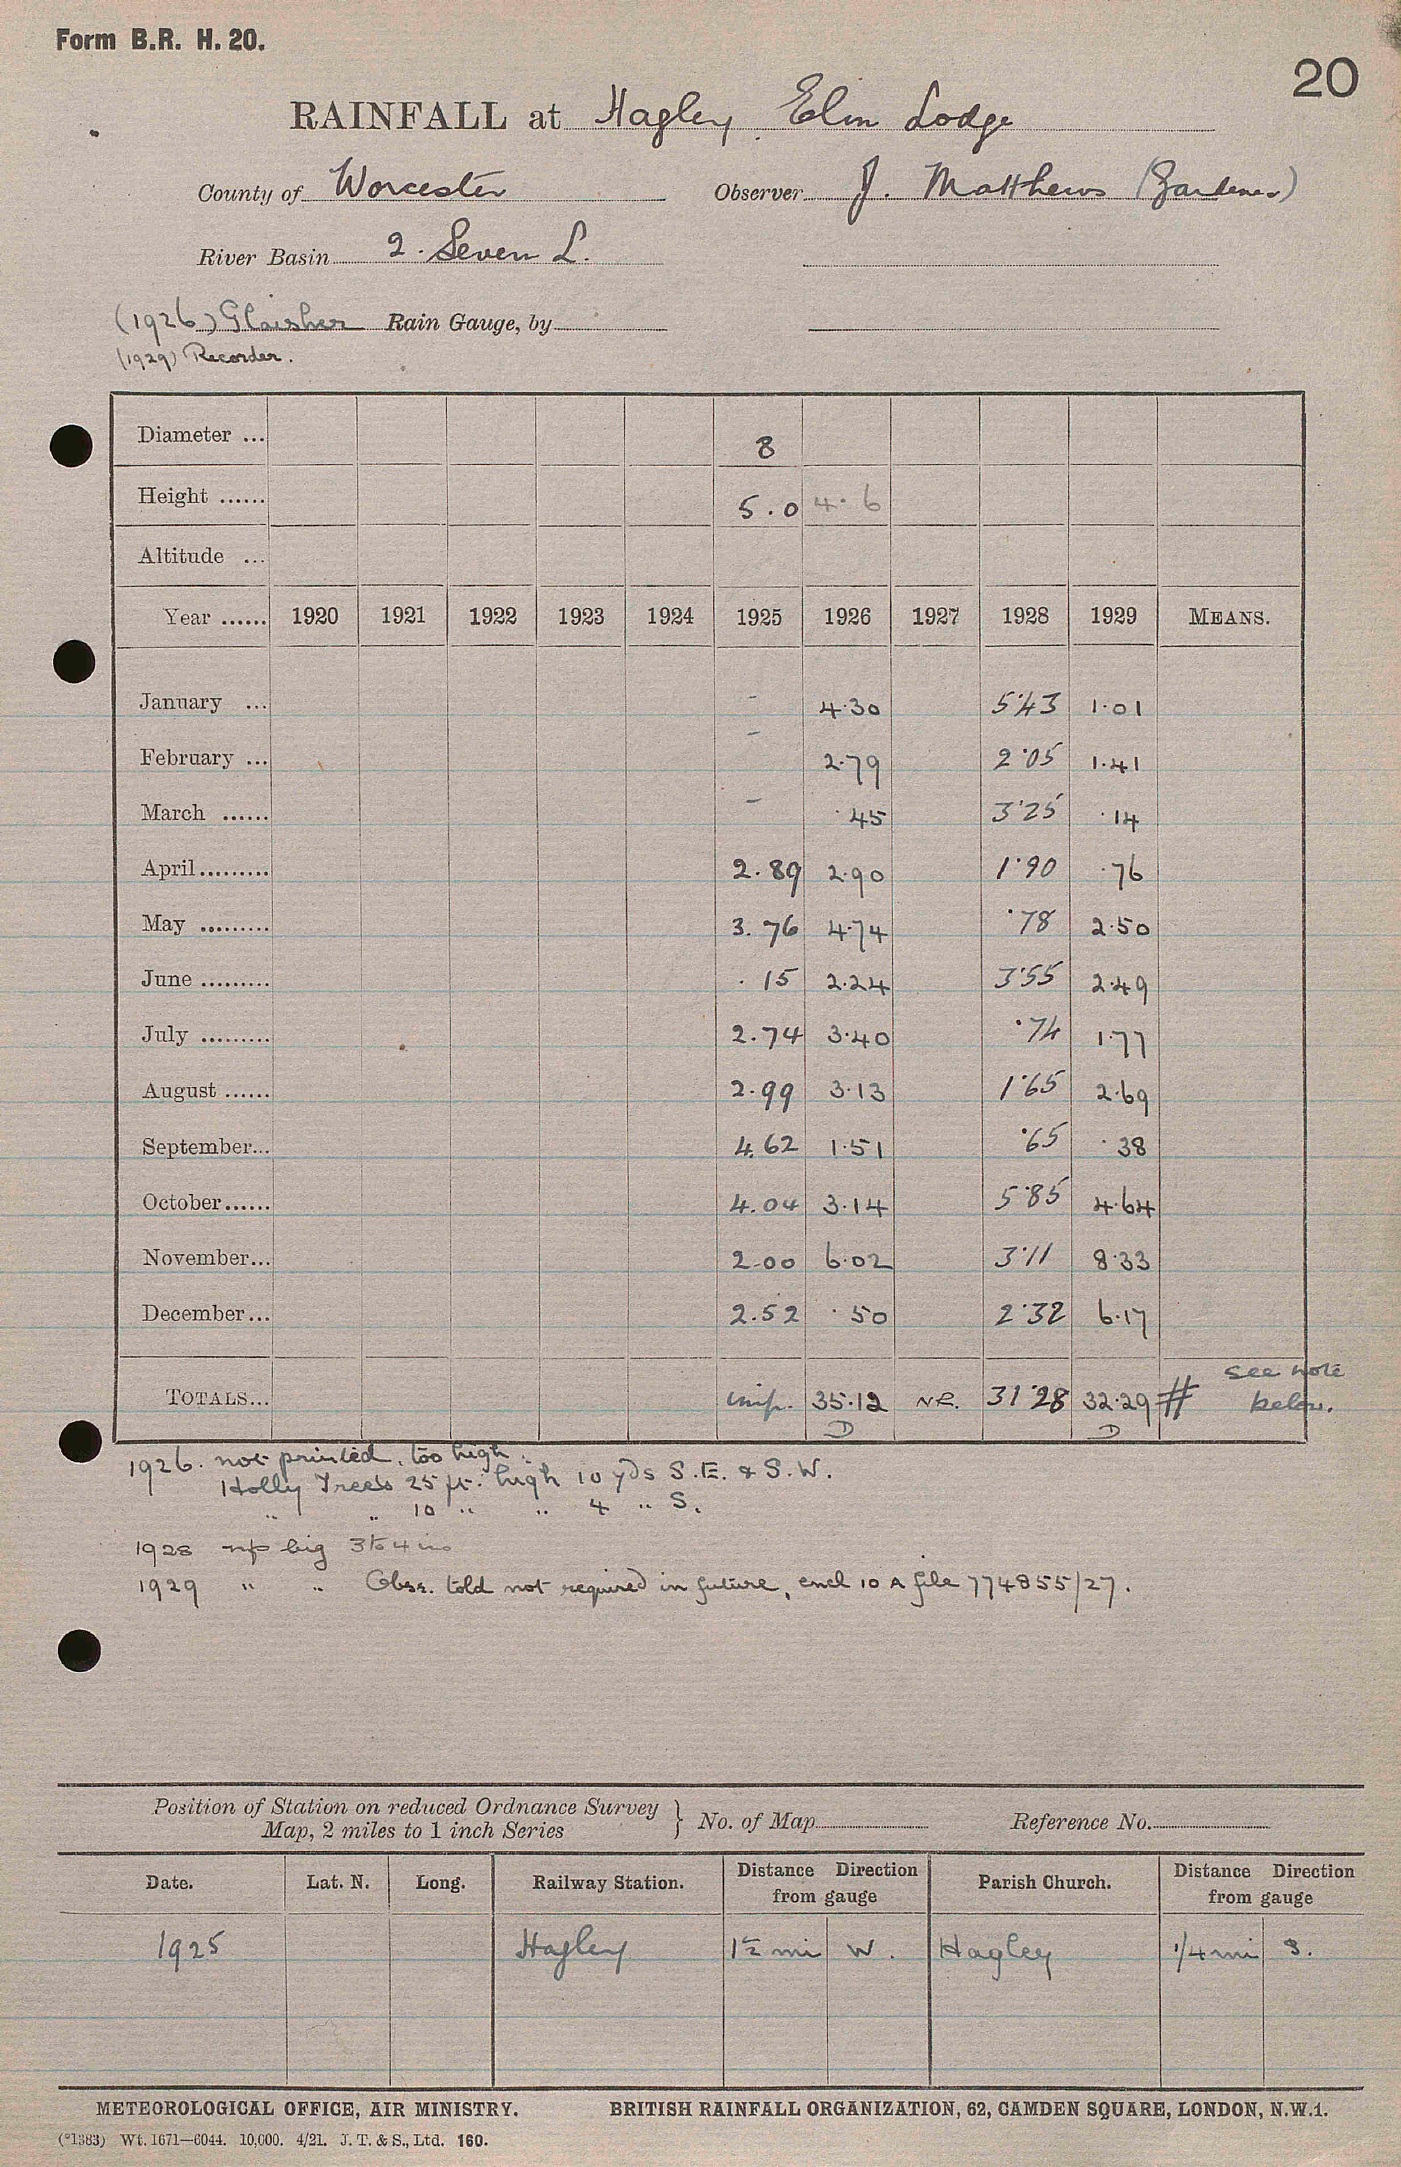 Form B.R. H. 20.
20
RAINFALL at Hagley Elm Lodge
County of Worcester Observer J. Matthews (Gardener)
River Basin 2. Seven L.
(1926) Glaisher Rain Gauge, by
(1929) Recorder.
Diameter ... 8
Height ...... 5.0 4.6
Altitude ...
Year ...... 1920 1921 1922 1923 1924 1925 1926 1927 1928 1929 MEANS.
January ... - 4.30 5.43 1.01
February ... - 2.79 2.05 1.41
March ...... - .45 3.25 .14
April......... 2.89 2.90 1.90 .76
May ......... 3.76 4.74 .78 2.50
June ......... .15 2.24 3.55 2.49
July ......... 2.74 3.40 .74 1.77
August ...... 2.99 3.13 1.65 2.69
September... 4.62 1.51 .65 .38
October...... 4.04 3.14 5.85 4.64
November... 2.00 6.02 3.11 8.33
December... 2.52 .50 2.32 6.17
see note
TOTALS... imp. 35.12 NR. 31.28 32.29 # below.
D D
1926. not printed, too high.
Holly Trees 25 ft. high 10 yds S.E. & S.W.
" " 10 " " 4 " S.
1928 np big 3 to 4 ins
1929 " " Obsr. told not required in future, encl 10 A file 774855/27.
Position of Station on reduced Ordnance Survey
Map, 2 miles to 1 inch Series } No. of Map Reference No.
Date. Lat. N. Long. Railway Station. Distance Direction from gauge Parish Church. Distance Direction from gauge
1925 Hagley 1½ mi W. Hagley 1/4 mi S.
METEOROLOGICAL OFFICE, AIR MINISTRY. BRITISH RAINFALL ORGANIZATION, 62, CAMDEN SQUARE, LONDON, N.W.1.
(*1383) Wt. 1671—6044. 10,000. 4/21. J. T. & S., Ltd. 160.